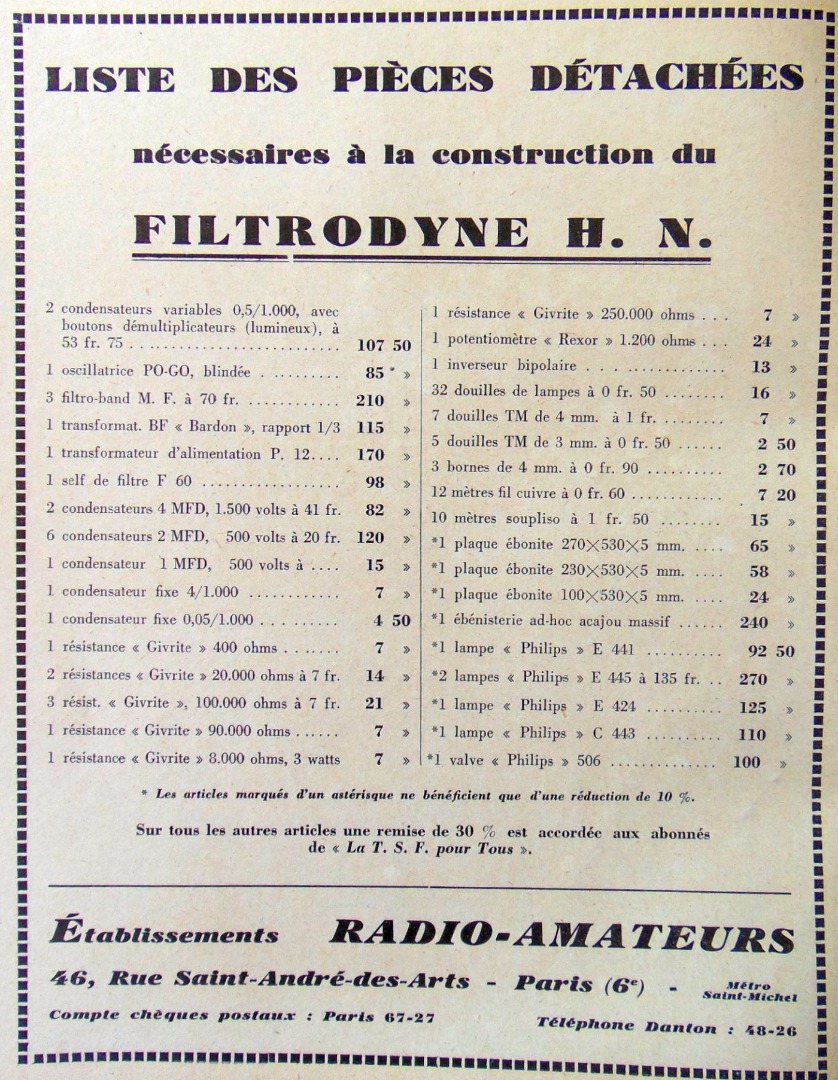 LISTE DES PIÈCES DÉTACHÉES
nécessaires à la construction du
FILTRODYNE H. N.
2 condensateurs variables 0,5/1.000, avec
boutons démultiplicateurs (lumineux), à
53 fr. 75 . . . . . . . . . . . . . . . . . . . . . . . . . . 107 50
1 oscillatrice PO-GO, blindée . . . . . . . . . . 85 * »
3 filtro-band M. F. à 70 fr. . . . . . . . . . . . . 210 »
1 transformat. BF « Bardon », rapport 1/3 115 »
1 transformateur d'alimentation P. 12.... 170 »
1 self de filtre F 60 . . . . . . . . . . . . . . . . . 98 »
2 condensateurs 4 MFD, 1.500 volts à 41 fr. 82 »
6 condensateurs 2 MFD, 500 volts à 20 fr. 120 »
1 condensateur 1 MFD, 500 volts à .... 15 »
1 condensateur fixe 4/1.000 ............ 7 »
1 condensateur fixe 0,05/1.000 . ........ 4 50
1 résistance « Givrite » 400 ohms ....... 7 »
2 résistances « Givrite » 20.000 ohms à 7 fr. 14 »
3 résist. « Givrite », 100.000 ohms à 7 fr. 21 »
1 résistance « Givrite » 90.000 ohms ...... 7 »
1 résistance « Givrite » 8.000 ohms, 3 watts 7 »
1 résistance « Givrite » 250.000 ohms ... 7 »
1 potentiomètre « Rexor » 1.200 ohms ... 24 »
1 inverseur bipolaire . . . ............. 13 »
32 douilles de lampes à 0 fr. 50 ........ 16 »
7 douilles TM de 4 mm. à 1 fr. ........ 7 »
5 douilles TM de 3 mm. à 0 fr. 50 ...... 2 50
3 bornes de 4 mm. à 0 fr. 90 .......... 2 70
12 mètres fil cuivre à 0 fr. 60 .......... 7 20
10 mètres soupliso à 1 fr. 50 ........ 15 »
*1 plaque ébonite 270×530×5 mm. .... 65 »
*1 plaque ébonite 230×530×5 mm. .... 58 »
*1 plaque ébonite 100×530×5 mm. .... 24 »
*1 ébénisterie ad-hoc acajou massif ...... 240 »
*1 lampe « Philips » E 441 .......... 92 50
*2 lampes « Philips » E 445 à 135 fr. .. 270 »
*1 lampe « Philips » E 424 .......... 125 »
*1 lampe « Philips » C 443 .......... 110 »
*1 valve « Philips » 506 .............. 100 »
* Les articles marqués d'un astérisque ne bénéficient que d'une réduction de 10 %.
Sur tous les autres articles une remise de 30 % est accordée aux abonnés
de « La T. S. F. pour Tous ».
Établissements RADIO-AMATEURS
46, Rue Saint-André-des-Arts - Paris (6e) - Métro
Saint-Michel
Compte chèques postaux : Paris 67-27 Téléphone Danton : 48-26